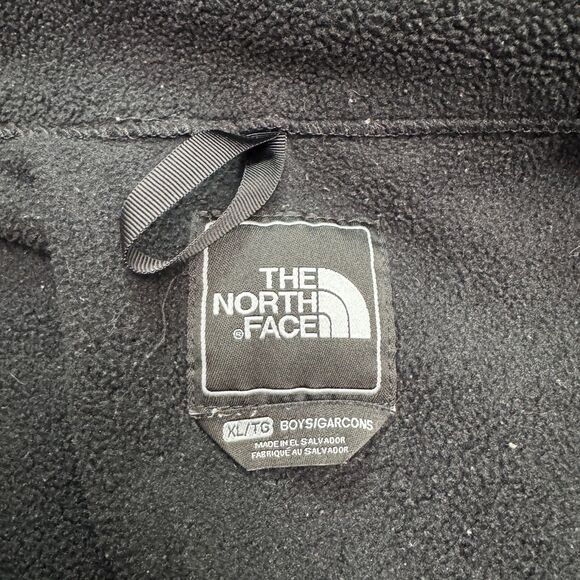 THE
NORTH
®FACE
XL/TG BOYS/GARCONS
MADE IN EL SALVADOR
FABRIQUÉ AU SALVADOR